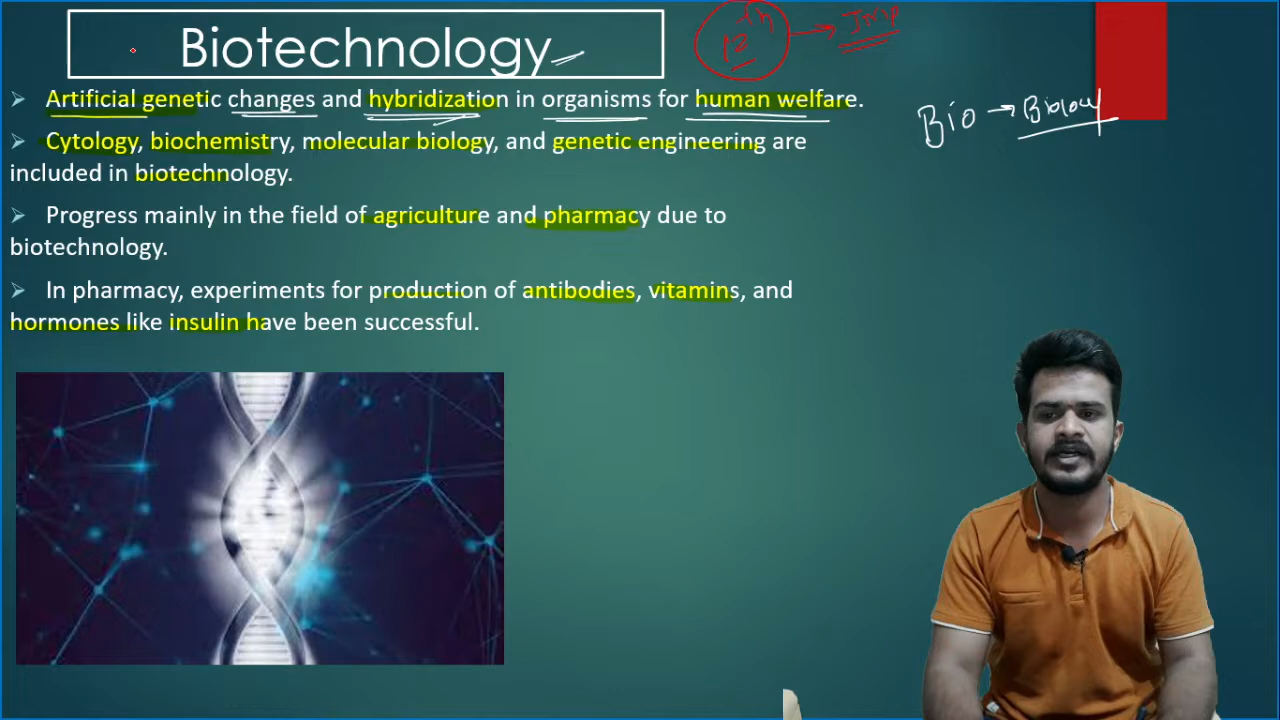 Biotechnology
12th → Imp
➢ Artificial genetic changes and hybridization in organisms for human welfare.
Bio → Biology
➢ Cytology, biochemistry, molecular biology, and genetic engineering are
included in biotechnology.
➢ Progress mainly in the field of agriculture and pharmacy due to
biotechnology.
➢ In pharmacy, experiments for production of antibodies, vitamins, and
hormones like insulin have been successful.